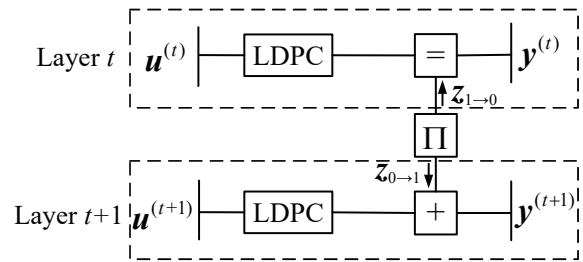 Layer t u^(t) LDPC = y^(t)
z_1→0
Π
z_0→1
Layer t+1 u^(t+1) LDPC + y^(t+1)